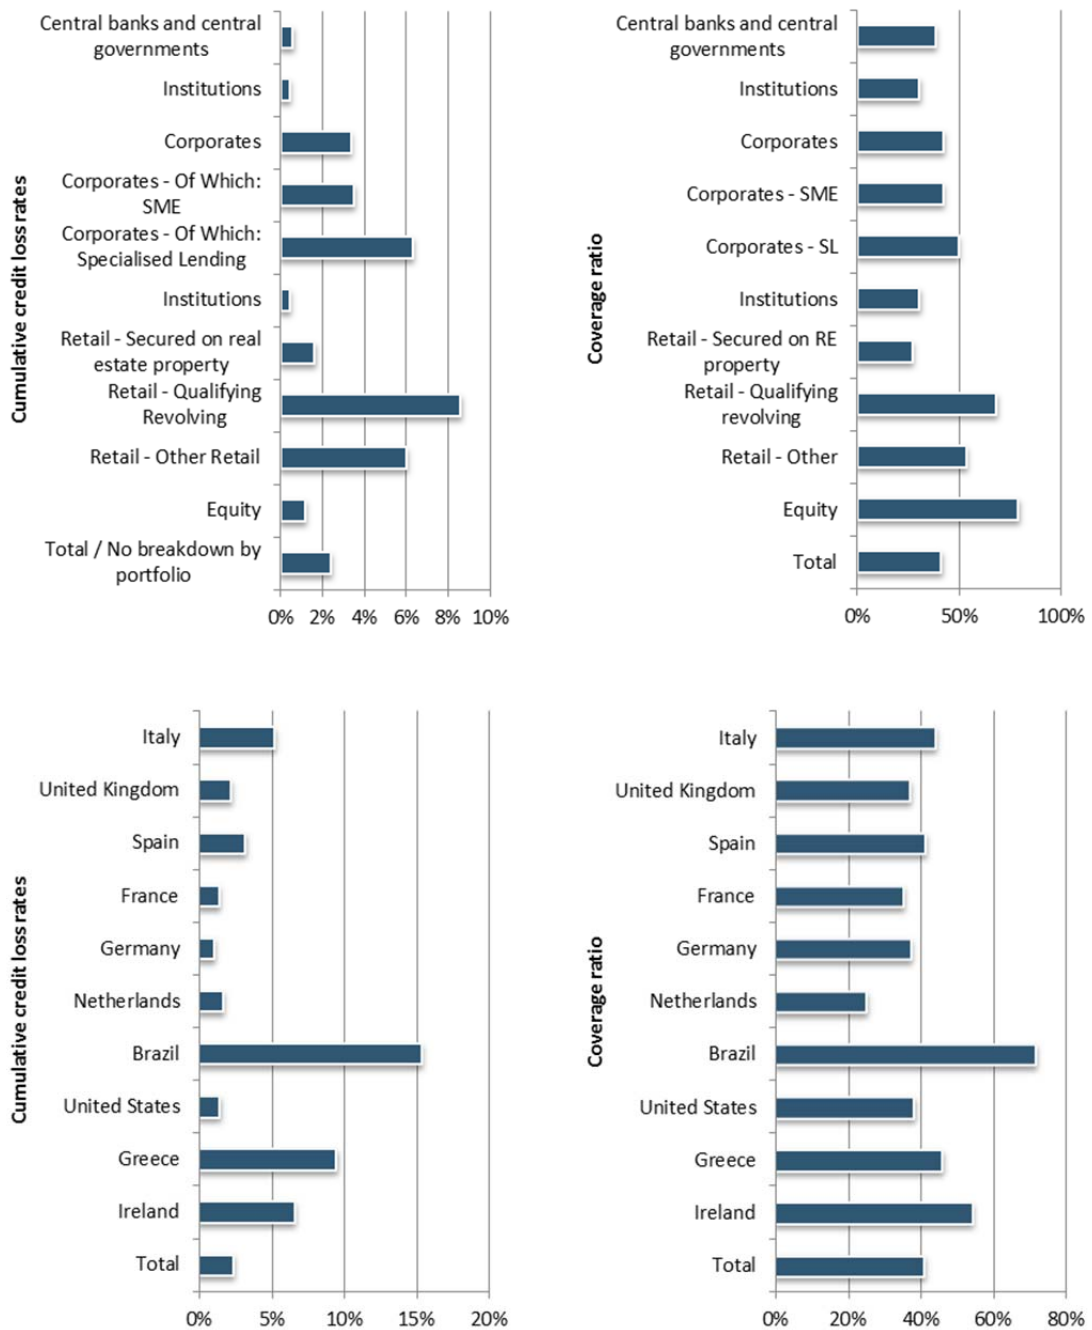 Cumulative credit loss rates
Central banks and central
governments
Institutions
Corporates
Corporates - Of Which:
SME
Corporates - Of Which:
Specialised Lending
Institutions
Retail - Secured on real
estate property
Retail - Qualifying
Revolving
Retail - Other Retail
Equity
Total / No breakdown by
portfolio
0% 2% 4% 6% 8% 10%
Coverage ratio
Central banks and central
governments
Institutions
Corporates
Corporates - SME
Corporates - SL
Institutions
Retail - Secured on RE
property
Retail - Qualifying
revolving
Retail - Other
Equity
Total
0% 50% 100%
Cumulative credit loss rates
Italy
United Kingdom
Spain
France
Germany
Netherlands
Brazil
United States
Greece
Ireland
Total
0% 5% 10% 15% 20%
Coverage ratio
Italy
United Kingdom
Spain
France
Germany
Netherlands
Brazil
United States
Greece
Ireland
Total
0% 20% 40% 60% 80%